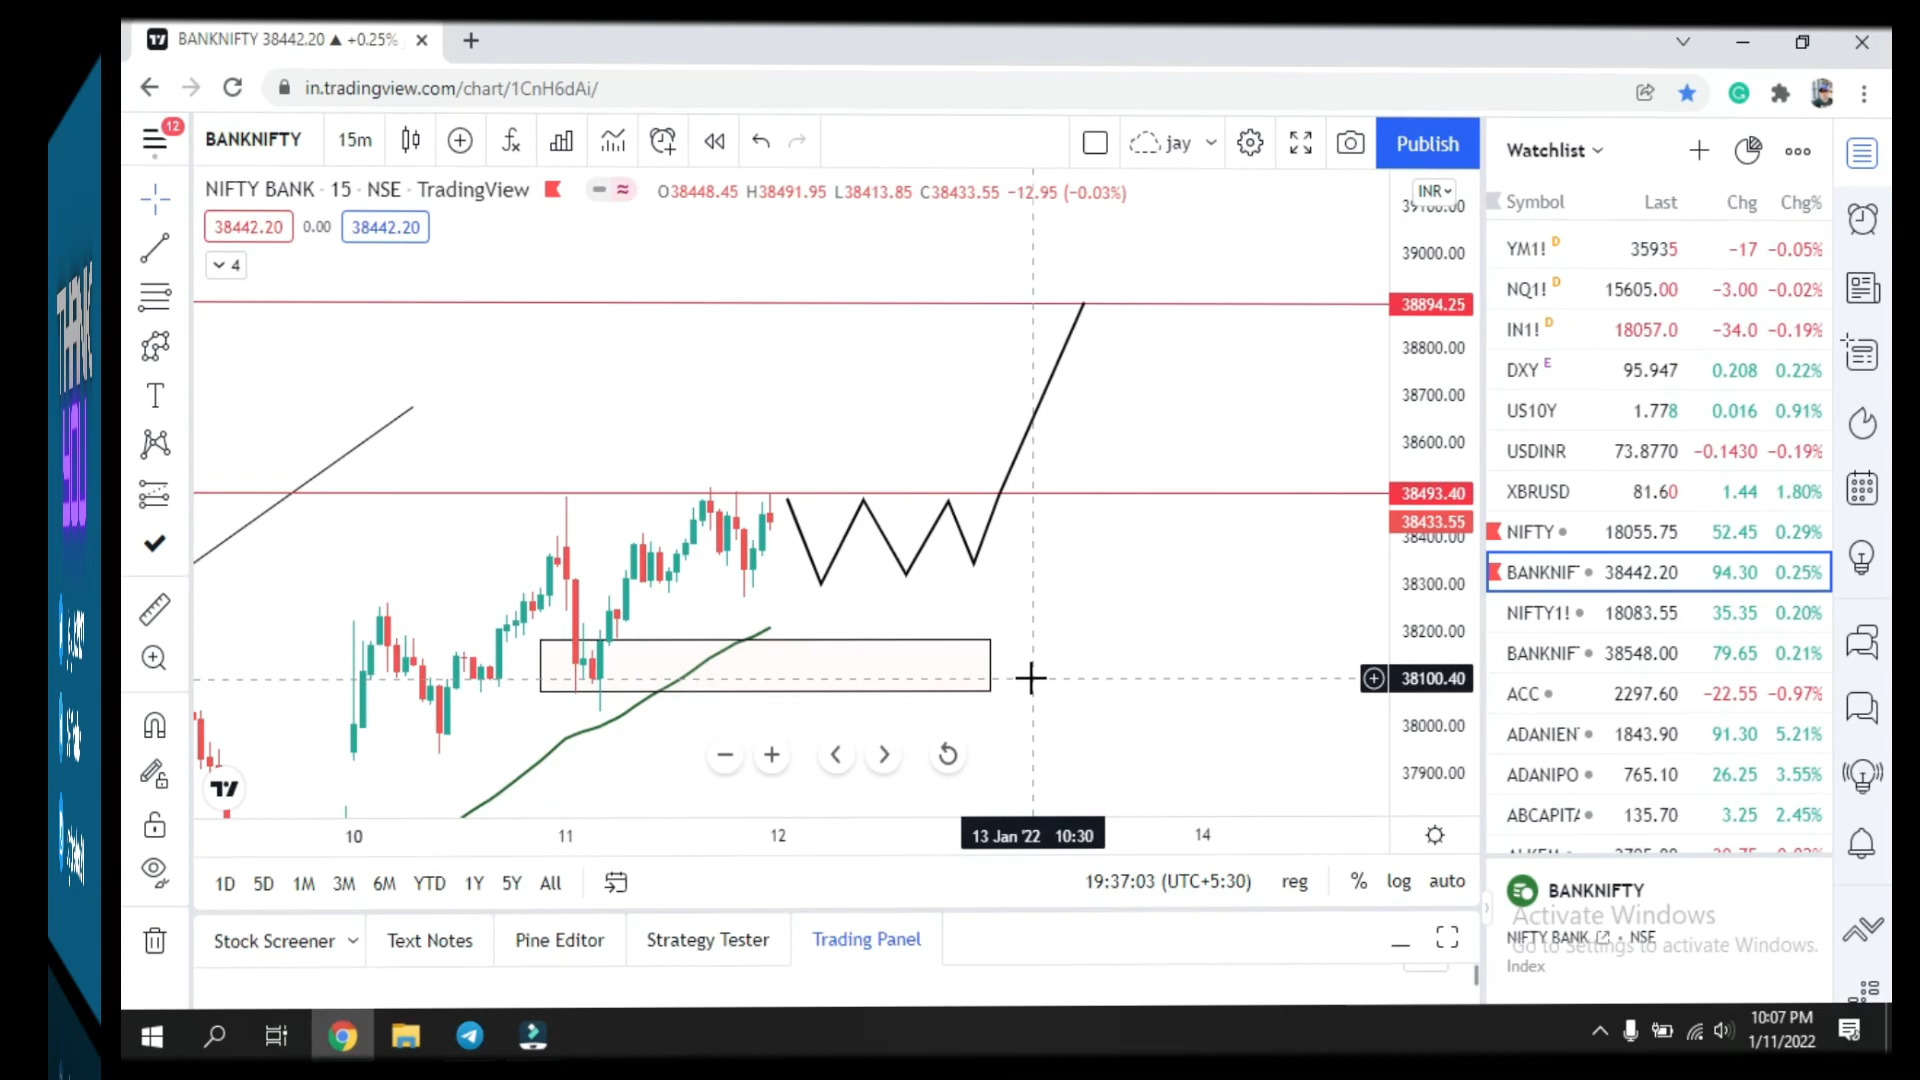 BANKNIFTY 38442.20 ▲ +0.25%
in.tradingview.com/chart/1CnH6dAi/
12
BANKNIFTY 15m jay Publish
NIFTY BANK · 15 · NSE · TradingView O38448.45 H38491.95 L38413.85 C38433.55 −12.95 (−0.03%)
38442.20 0.00 38442.20
4
INR
39100.00
39000.00
38894.25
38800.00
38700.00
38600.00
38493.40
38433.55
38400.00
38300.00
38200.00
38100.40
38000.00
37900.00
10 11 12 13 Jan '22 10:30 14
1D 5D 1M 3M 6M YTD 1Y 5Y All 19:37:03 (UTC+5:30) reg % log auto
Stock Screener Text Notes Pine Editor Strategy Tester Trading Panel
Watchlist
Symbol Last Chg Chg%
YM1! D 35935 −17 −0.05%
NQ1! D 15605.00 −3.00 −0.02%
IN1! D 18057.0 −34.0 −0.19%
DXY E 95.947 0.208 0.22%
US10Y 1.778 0.016 0.91%
USDINR 73.8770 −0.1430 −0.19%
XBRUSD 81.60 1.44 1.80%
NIFTY 18055.75 52.45 0.29%
BANKNIF 38442.20 94.30 0.25%
NIFTY1! 18083.55 35.35 0.20%
BANKNIF 38548.00 79.65 0.21%
ACC 2297.60 −22.55 −0.97%
ADANIEN 1843.90 91.30 5.21%
ADANIPO 765.10 26.25 3.55%
ABCAPITA 135.70 3.25 2.45%
BANKNIFTY
NIFTY BANK · NSE
Index
Activate Windows
Go to Settings to activate Windows.
10:07 PM
1/11/2022
THANK
YOU